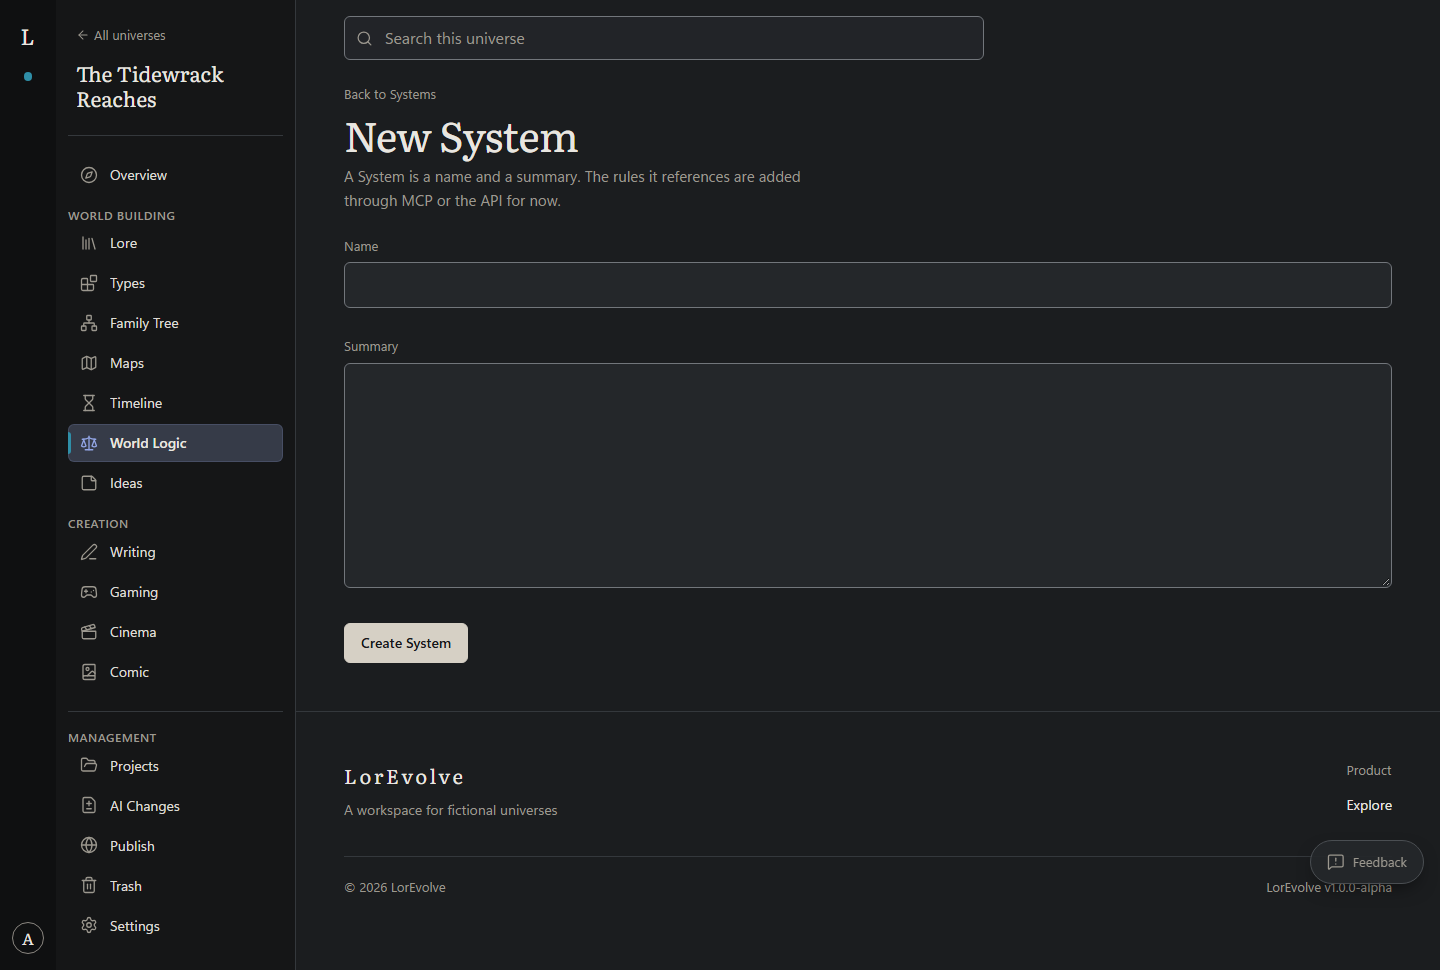 L
← All universes
The Tidewrack
Reaches
Overview
WORLD BUILDING
Lore
Types
Family Tree
Maps
Timeline
World Logic
Ideas
CREATION
Writing
Gaming
Cinema
Comic
MANAGEMENT
Projects
AI Changes
Publish
Trash
Settings
A
Search this universe
Back to Systems
New System
A System is a name and a summary. The rules it references are added
through MCP or the API for now.
Name
Summary
Create System
LorEvolve
A workspace for fictional universes
Product
Explore
Feedback
© 2026 LorEvolve
LorEvolve v1.0.0-alpha